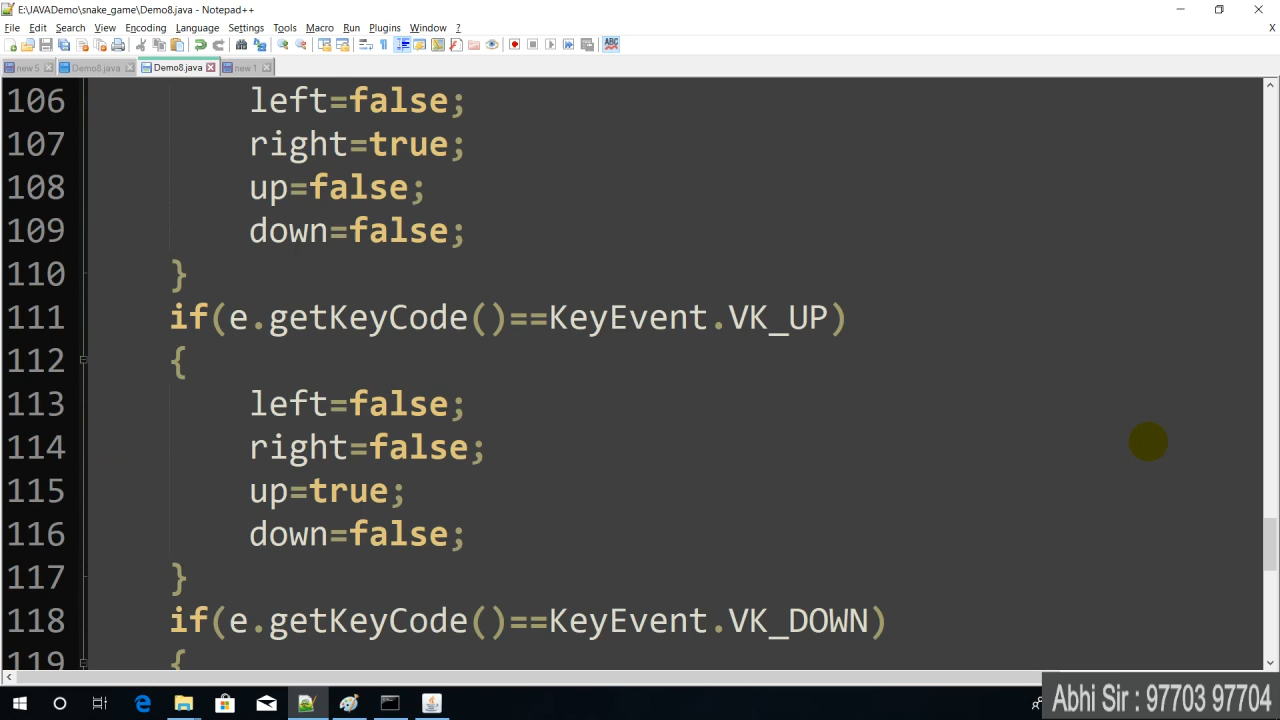 E:\JAVADemo\snake_game\Demo8.java - Notepad++
File Edit Search View Encoding Language Settings Tools Macro Run Plugins Window ?
X
new 5 Demo8.java Demo8.java new 1
106 left=false;
107 right=true;
108 up=false;
109 down=false;
110 }
111 if(e.getKeyCode()==KeyEvent.VK_UP)
112 {
113 left=false;
114 right=false;
115 up=true;
116 down=false;
117 }
118 if(e.getKeyCode()==KeyEvent.VK_DOWN)
119 {
Abhi Sir : 97703 97704